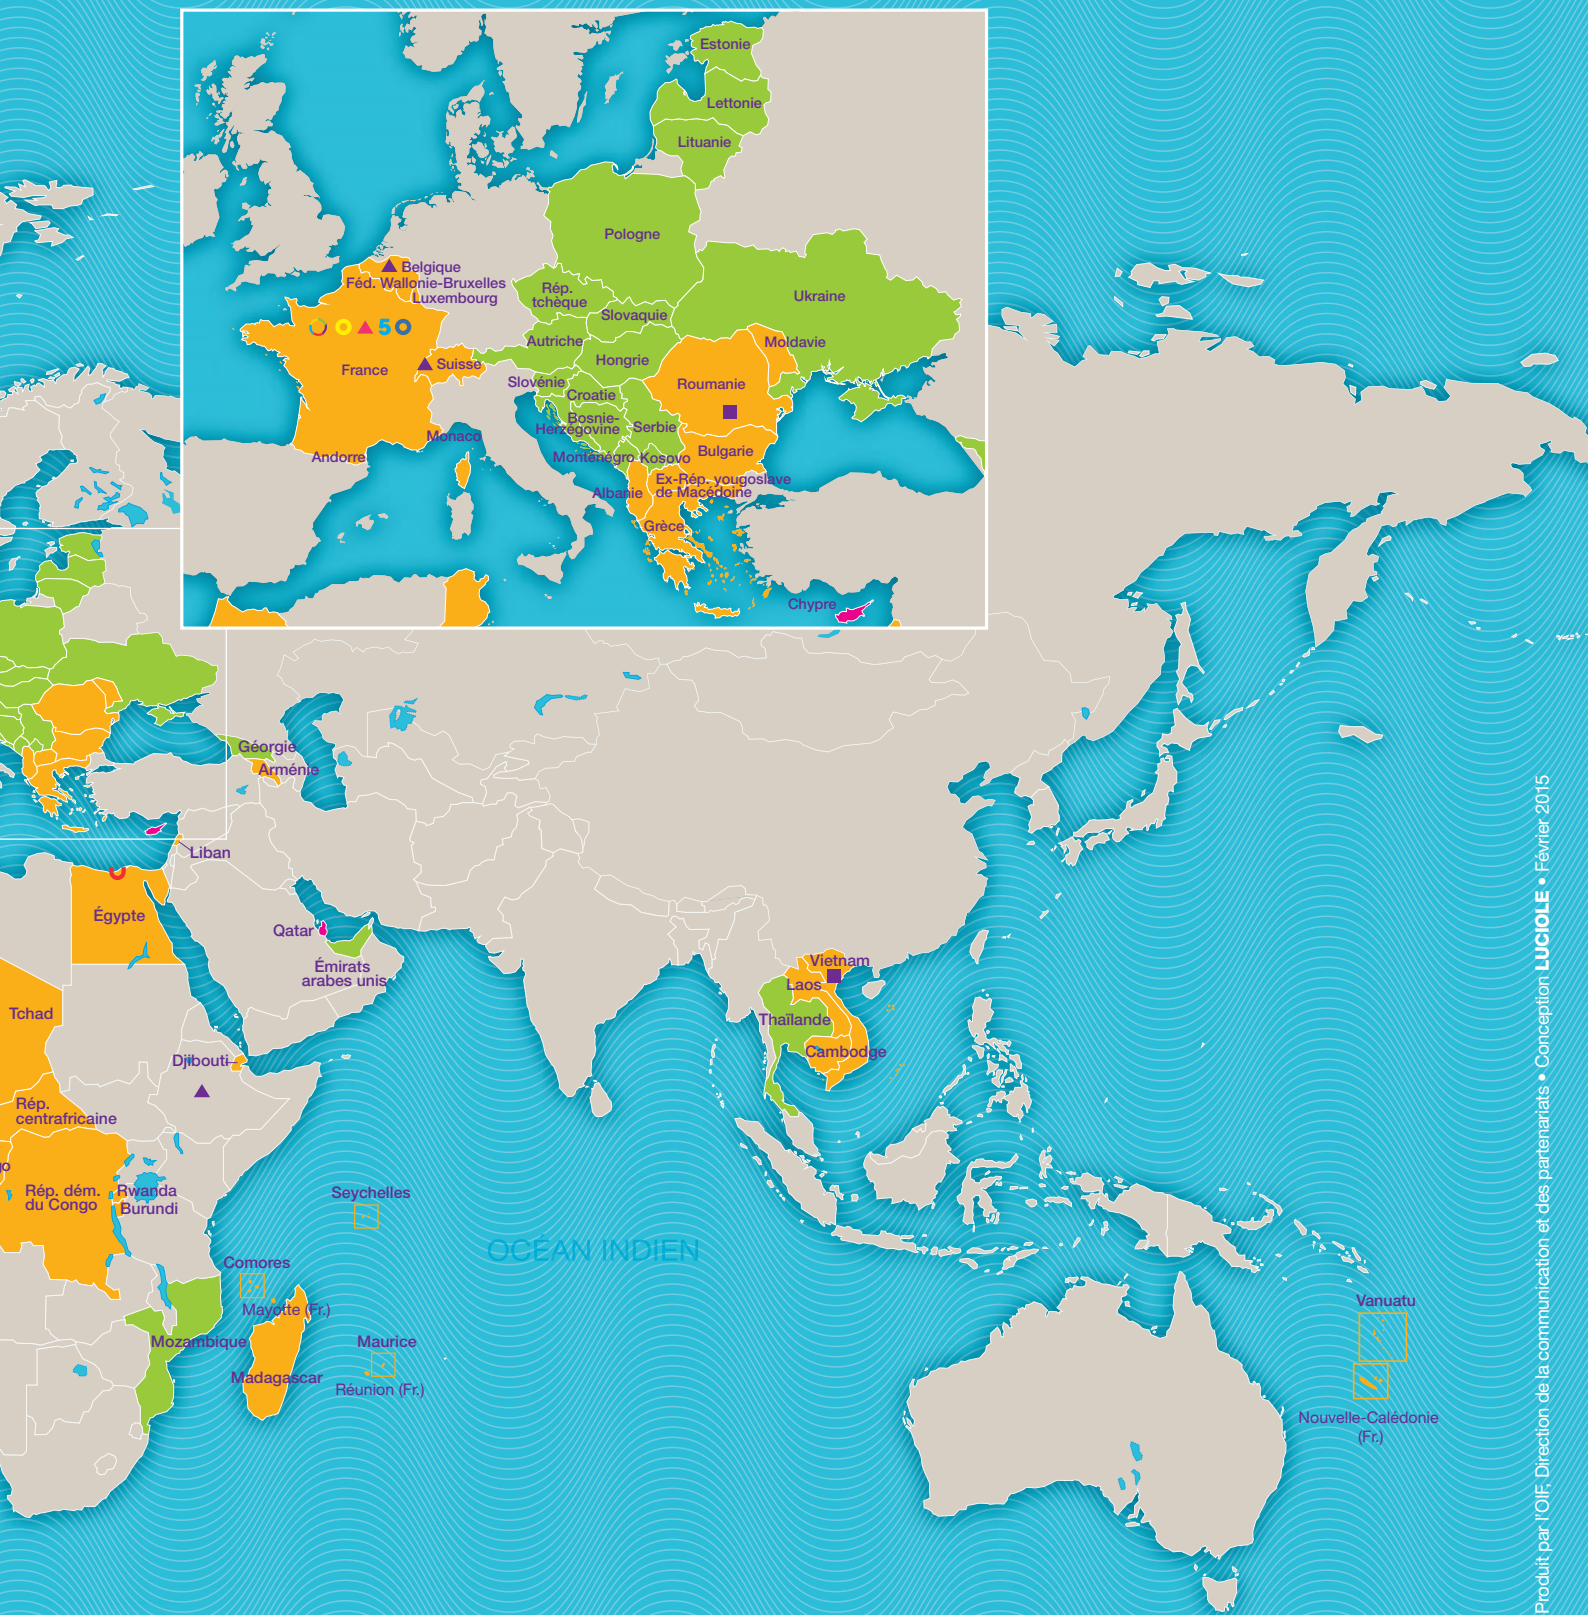 Estonie
Lettonie
Lituanie
Pologne
Belgique
Féd. Wallonie-Bruxelles
Luxembourg
Rép.
tchèque
Ukraine
Slovaquie
5
Autriche
Moldavie
France
Suisse
Hongrie
Slovénie
Roumanie
Croatie
Bosnie-
Herzégovine
Serbie
Monaco
Andorre
Monténégro
Kosovo
Bulgarie
Albanie
Ex-Rép. yougoslave
de Macédoine
Grèce
Chypre
Géorgie
Arménie
Liban
Égypte
Qatar
Émirats
arabes unis
Vietnam
Laos
Tchad
Thaïlande
Djibouti
Cambodge
Rép.
centrafricaine
go
Rép. dém.
du Congo
Rwanda
Burundi
Seychelles
OCÉAN INDIEN
Comores
Mayotte (Fr.)
Mozambique
Maurice
Madagascar
Réunion (Fr.)
Vanuatu
Nouvelle-Calédonie
(Fr.)
Produit par l'OIF, Direction de la communication et des partenariats • Conception LUCIOLE • Février 2015